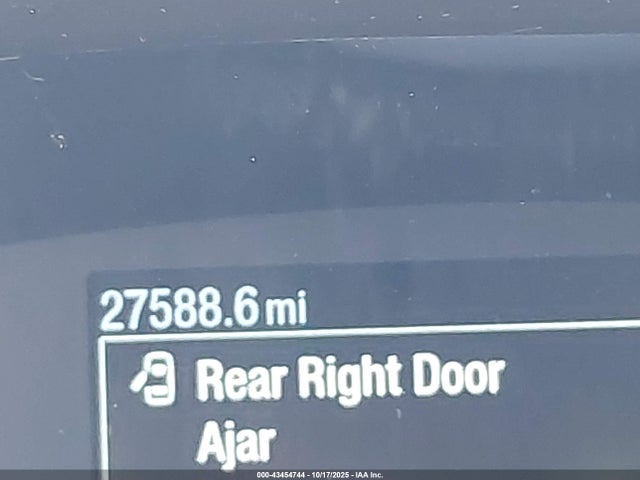 27588.6 mi
Rear Right Door
Ajar
000-43454744 - 10/17/2025 - IAA Inc.